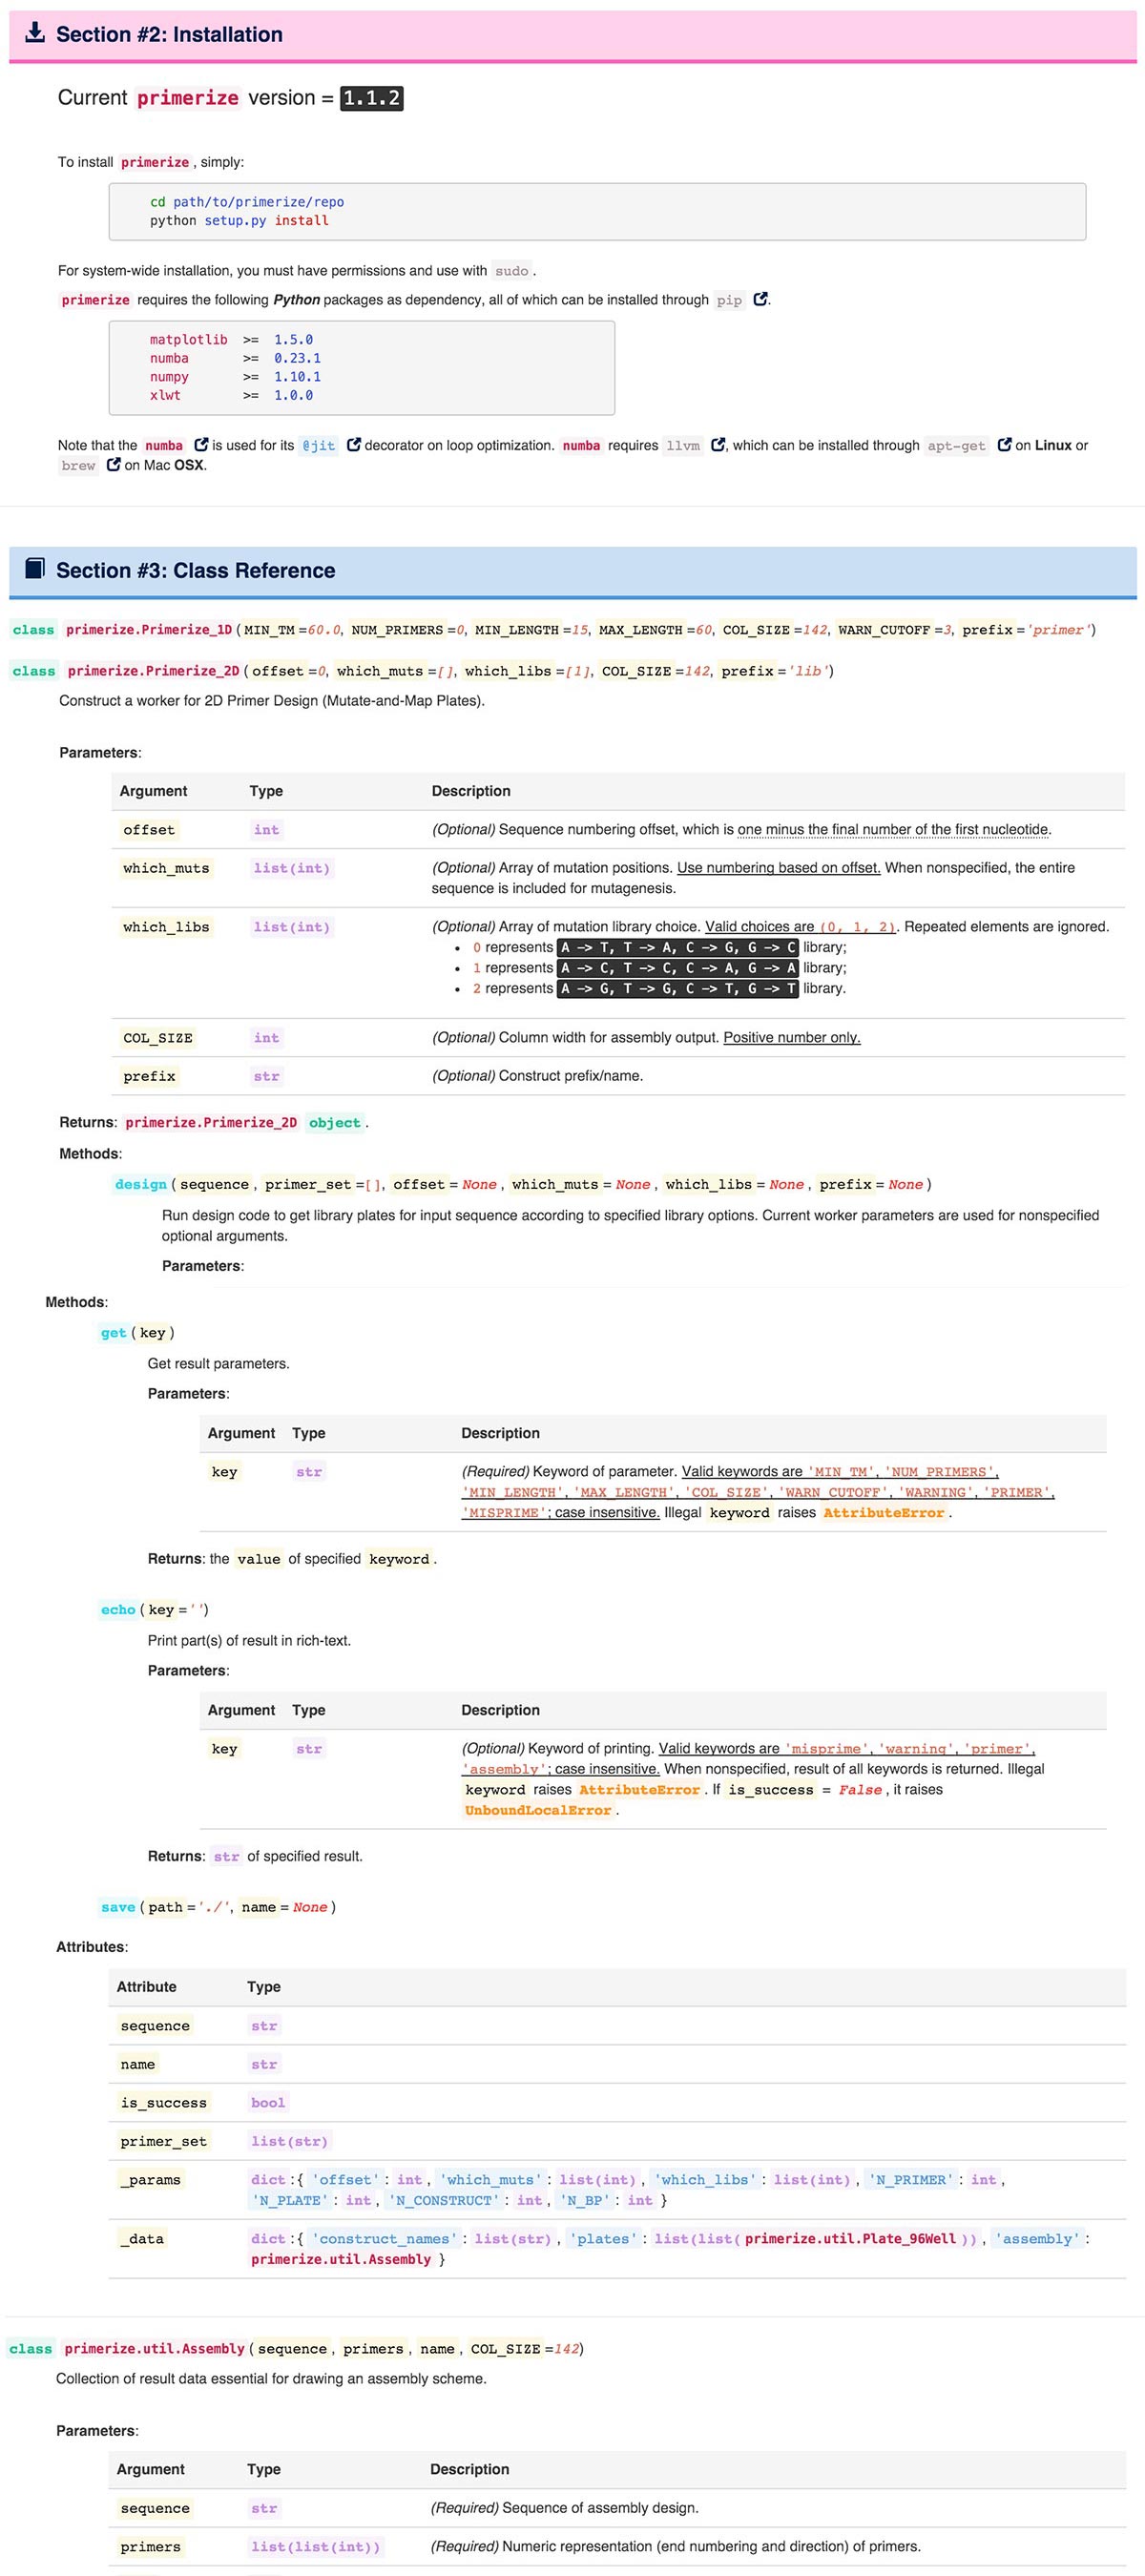 Section #2: Installation
Current primerize version = 1.1.2
To install primerize , simply:
cd path/to/primerize/repo
python setup.py install
For system-wide installation, you must have permissions and use with sudo .
primerize requires the following Python packages as dependency, all of which can be installed through pip .
matplotlib >= 1.5.0
numba >= 0.23.1
numpy >= 1.10.1
xlwt >= 1.0.0
Note that the numba is used for its @jit decorator on loop optimization. numba requires llvm , which can be installed through apt-get on Linux or
brew on Mac OSX.
Section #3: Class Reference
class primerize.Primerize_1D ( MIN_TM =60.0, NUM_PRIMERS =0, MIN_LENGTH =15, MAX_LENGTH =60, COL_SIZE =142, WARN_CUTOFF =3, prefix ='primer')
class primerize.Primerize_2D ( offset =0, which_muts =[], which_libs =[1], COL_SIZE =142, prefix ='lib')
Construct a worker for 2D Primer Design (Mutate-and-Map Plates).
Parameters:
Argument Type Description
offset int (Optional) Sequence numbering offset, which is one minus the final number of the first nucleotide.
which_muts list(int) (Optional) Array of mutation positions. Use numbering based on offset. When nonspecified, the entire
sequence is included for mutagenesis.
which_libs list(int) (Optional) Array of mutation library choice. Valid choices are (0, 1, 2). Repeated elements are ignored.
• 0 represents A -> T, T -> A, C -> G, G -> C library;
• 1 represents A -> C, T -> C, C -> A, G -> A library;
• 2 represents A -> G, T -> G, C -> T, G -> T library.
COL_SIZE int (Optional) Column width for assembly output. Positive number only.
prefix str (Optional) Construct prefix/name.
Returns: primerize.Primerize_2D object .
Methods:
design ( sequence , primer_set =[], offset = None , which_muts = None , which_libs = None , prefix = None )
Run design code to get library plates for input sequence according to specified library options. Current worker parameters are used for nonspecified
optional arguments.
Parameters:
Methods:
get ( key )
Get result parameters.
Parameters:
Argument Type Description
key str (Required) Keyword of parameter. Valid keywords are 'MIN_TM', 'NUM_PRIMERS',
'MIN_LENGTH', 'MAX_LENGTH', 'COL_SIZE', 'WARN_CUTOFF', 'WARNING', 'PRIMER',
'MISPRIME'; case insensitive. Illegal keyword raises AttributeError .
Returns: the value of specified keyword .
echo ( key ='')
Print part(s) of result in rich-text.
Parameters:
Argument Type Description
key str (Optional) Keyword of printing. Valid keywords are 'misprime', 'warning', 'primer',
'assembly'; case insensitive. When nonspecified, result of all keywords is returned. Illegal
keyword raises AttributeError . If is_success = False , it raises
UnboundLocalError .
Returns: str of specified result.
save ( path ='./', name = None )
Attributes:
Attribute Type
sequence str
name str
is_success bool
primer_set list(str)
_params dict :{ 'offset' : int , 'which_muts' : list(int) , 'which_libs' : list(int) , 'N_PRIMER' : int ,
'N_PLATE' : int , 'N_CONSTRUCT' : int , 'N_BP' : int }
_data dict :{ 'construct_names' : list(str) , 'plates' : list(list( primerize.util.Plate_96Well )) , 'assembly' :
primerize.util.Assembly }
class primerize.util.Assembly ( sequence , primers , name , COL_SIZE =142)
Collection of result data essential for drawing an assembly scheme.
Parameters:
Argument Type Description
sequence str (Required) Sequence of assembly design.
primers list(list(int)) (Required) Numeric representation (end numbering and direction) of primers.